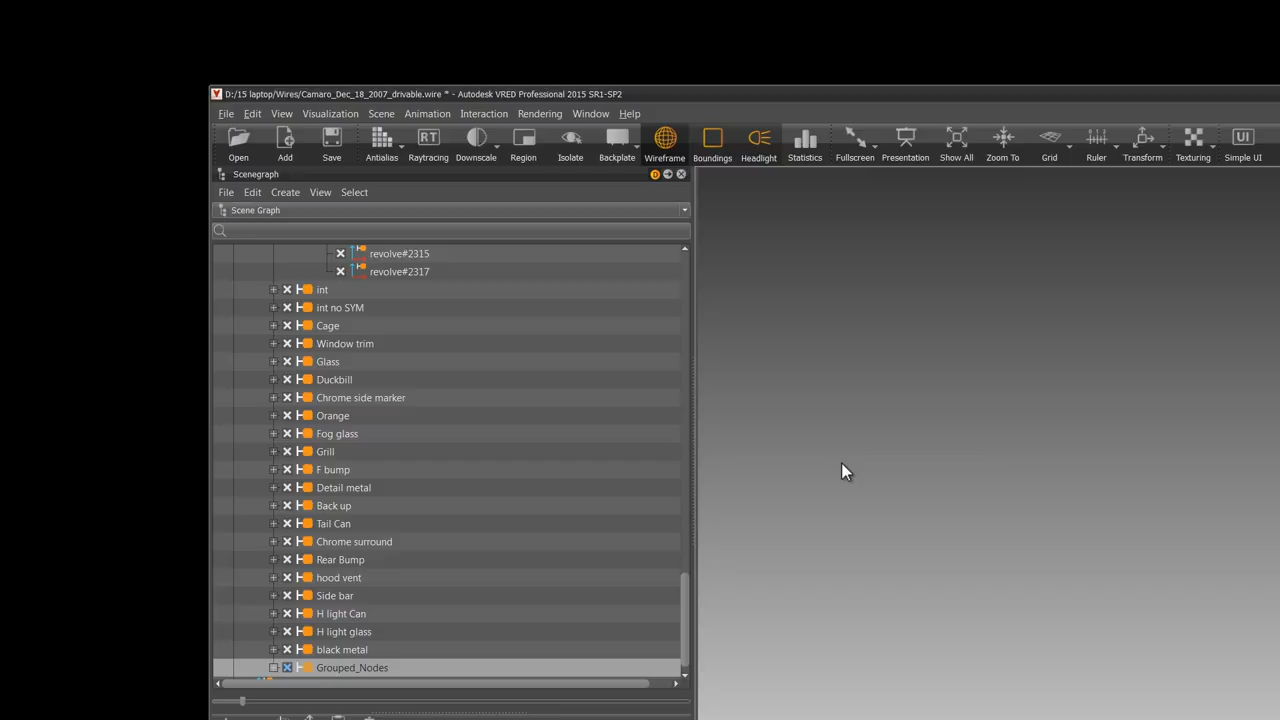 D:/15 laptop/Wires/Camaro_Dec_18_2007_drivable.wire * - Autodesk VRED Professional 2015 SR1-SP2
File Edit View Visualization Scene Animation Interaction Rendering Window Help
RT UI
Open Add Save Antialias Raytracing Downscale Region Isolate Backplate Wireframe Boundings Headlight Statistics Fullscreen Presentation Show All Zoom To Grid Ruler Transform Texturing Simple UI
Scenegraph D
File Edit Create View Select
Scene Graph
revolve#2315
revolve#2317
int
int no SYM
Cage
Window trim
Glass
Duckbill
Chrome side marker
Orange
Fog glass
Grill
F bump
Detail metal
Back up
Tail Can
Chrome surround
Rear Bump
hood vent
Side bar
H light Can
H light glass
black metal
Grouped_Nodes